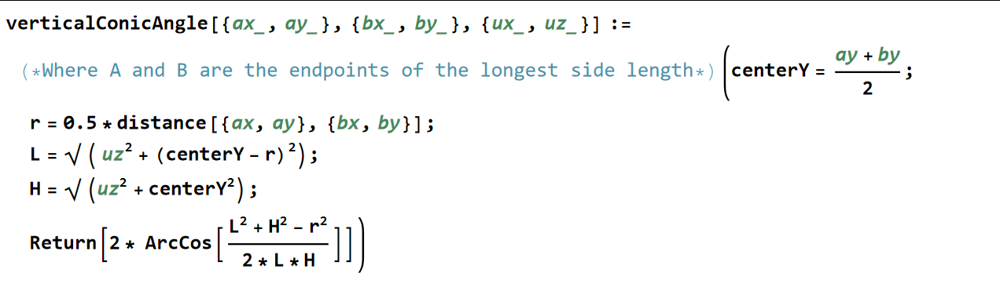 verticalConicAngle[{ax_, ay_}, {bx_, by_}, {ux_, uz_}] :=
(*Where A and B are the endpoints of the longest side length*) (centerY = (ay + by)/2;
r = 0.5 * distance[{ax, ay}, {bx, by}];
L = √ ( uz² + (centerY - r)²);
H = √ (uz² + centerY²);
Return[2 * ArcCos[(L² + H² - r²)/(2 * L * H)]])